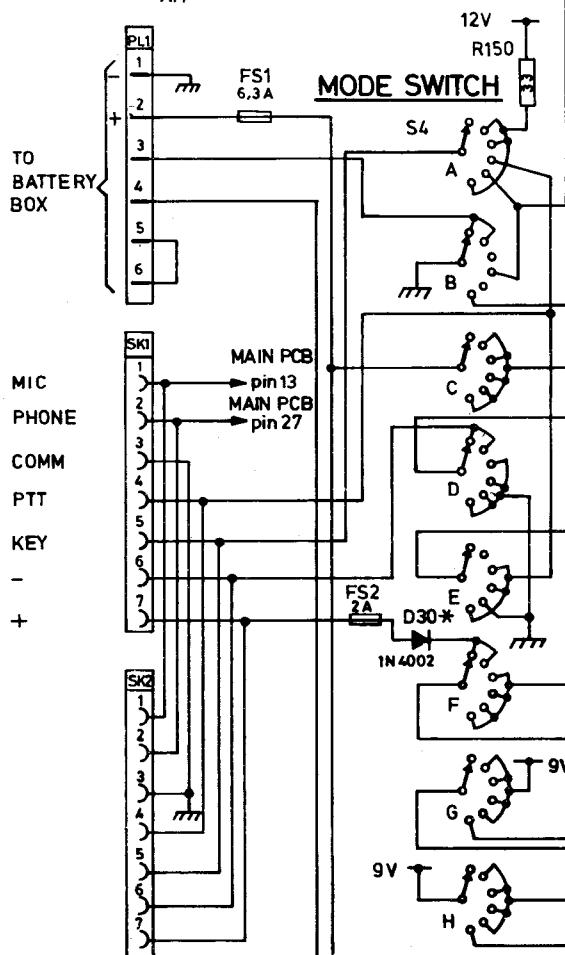 12V
R150
33
PL1
1
2
3
4
5
6
-
+
TO
BATTERY
BOX
FS1
6,3 A
MODE SWITCH
S4
A
B
C
D
E
F
G
H
SK1
1
2
3
4
5
6
7
MIC
PHONE
COMM
PTT
KEY
-
+
MAIN PCB
pin 13
MAIN PCB
pin 27
FS2
2A
D30*
1N4002
SK2
1
2
3
4
5
6
7
9V
9V